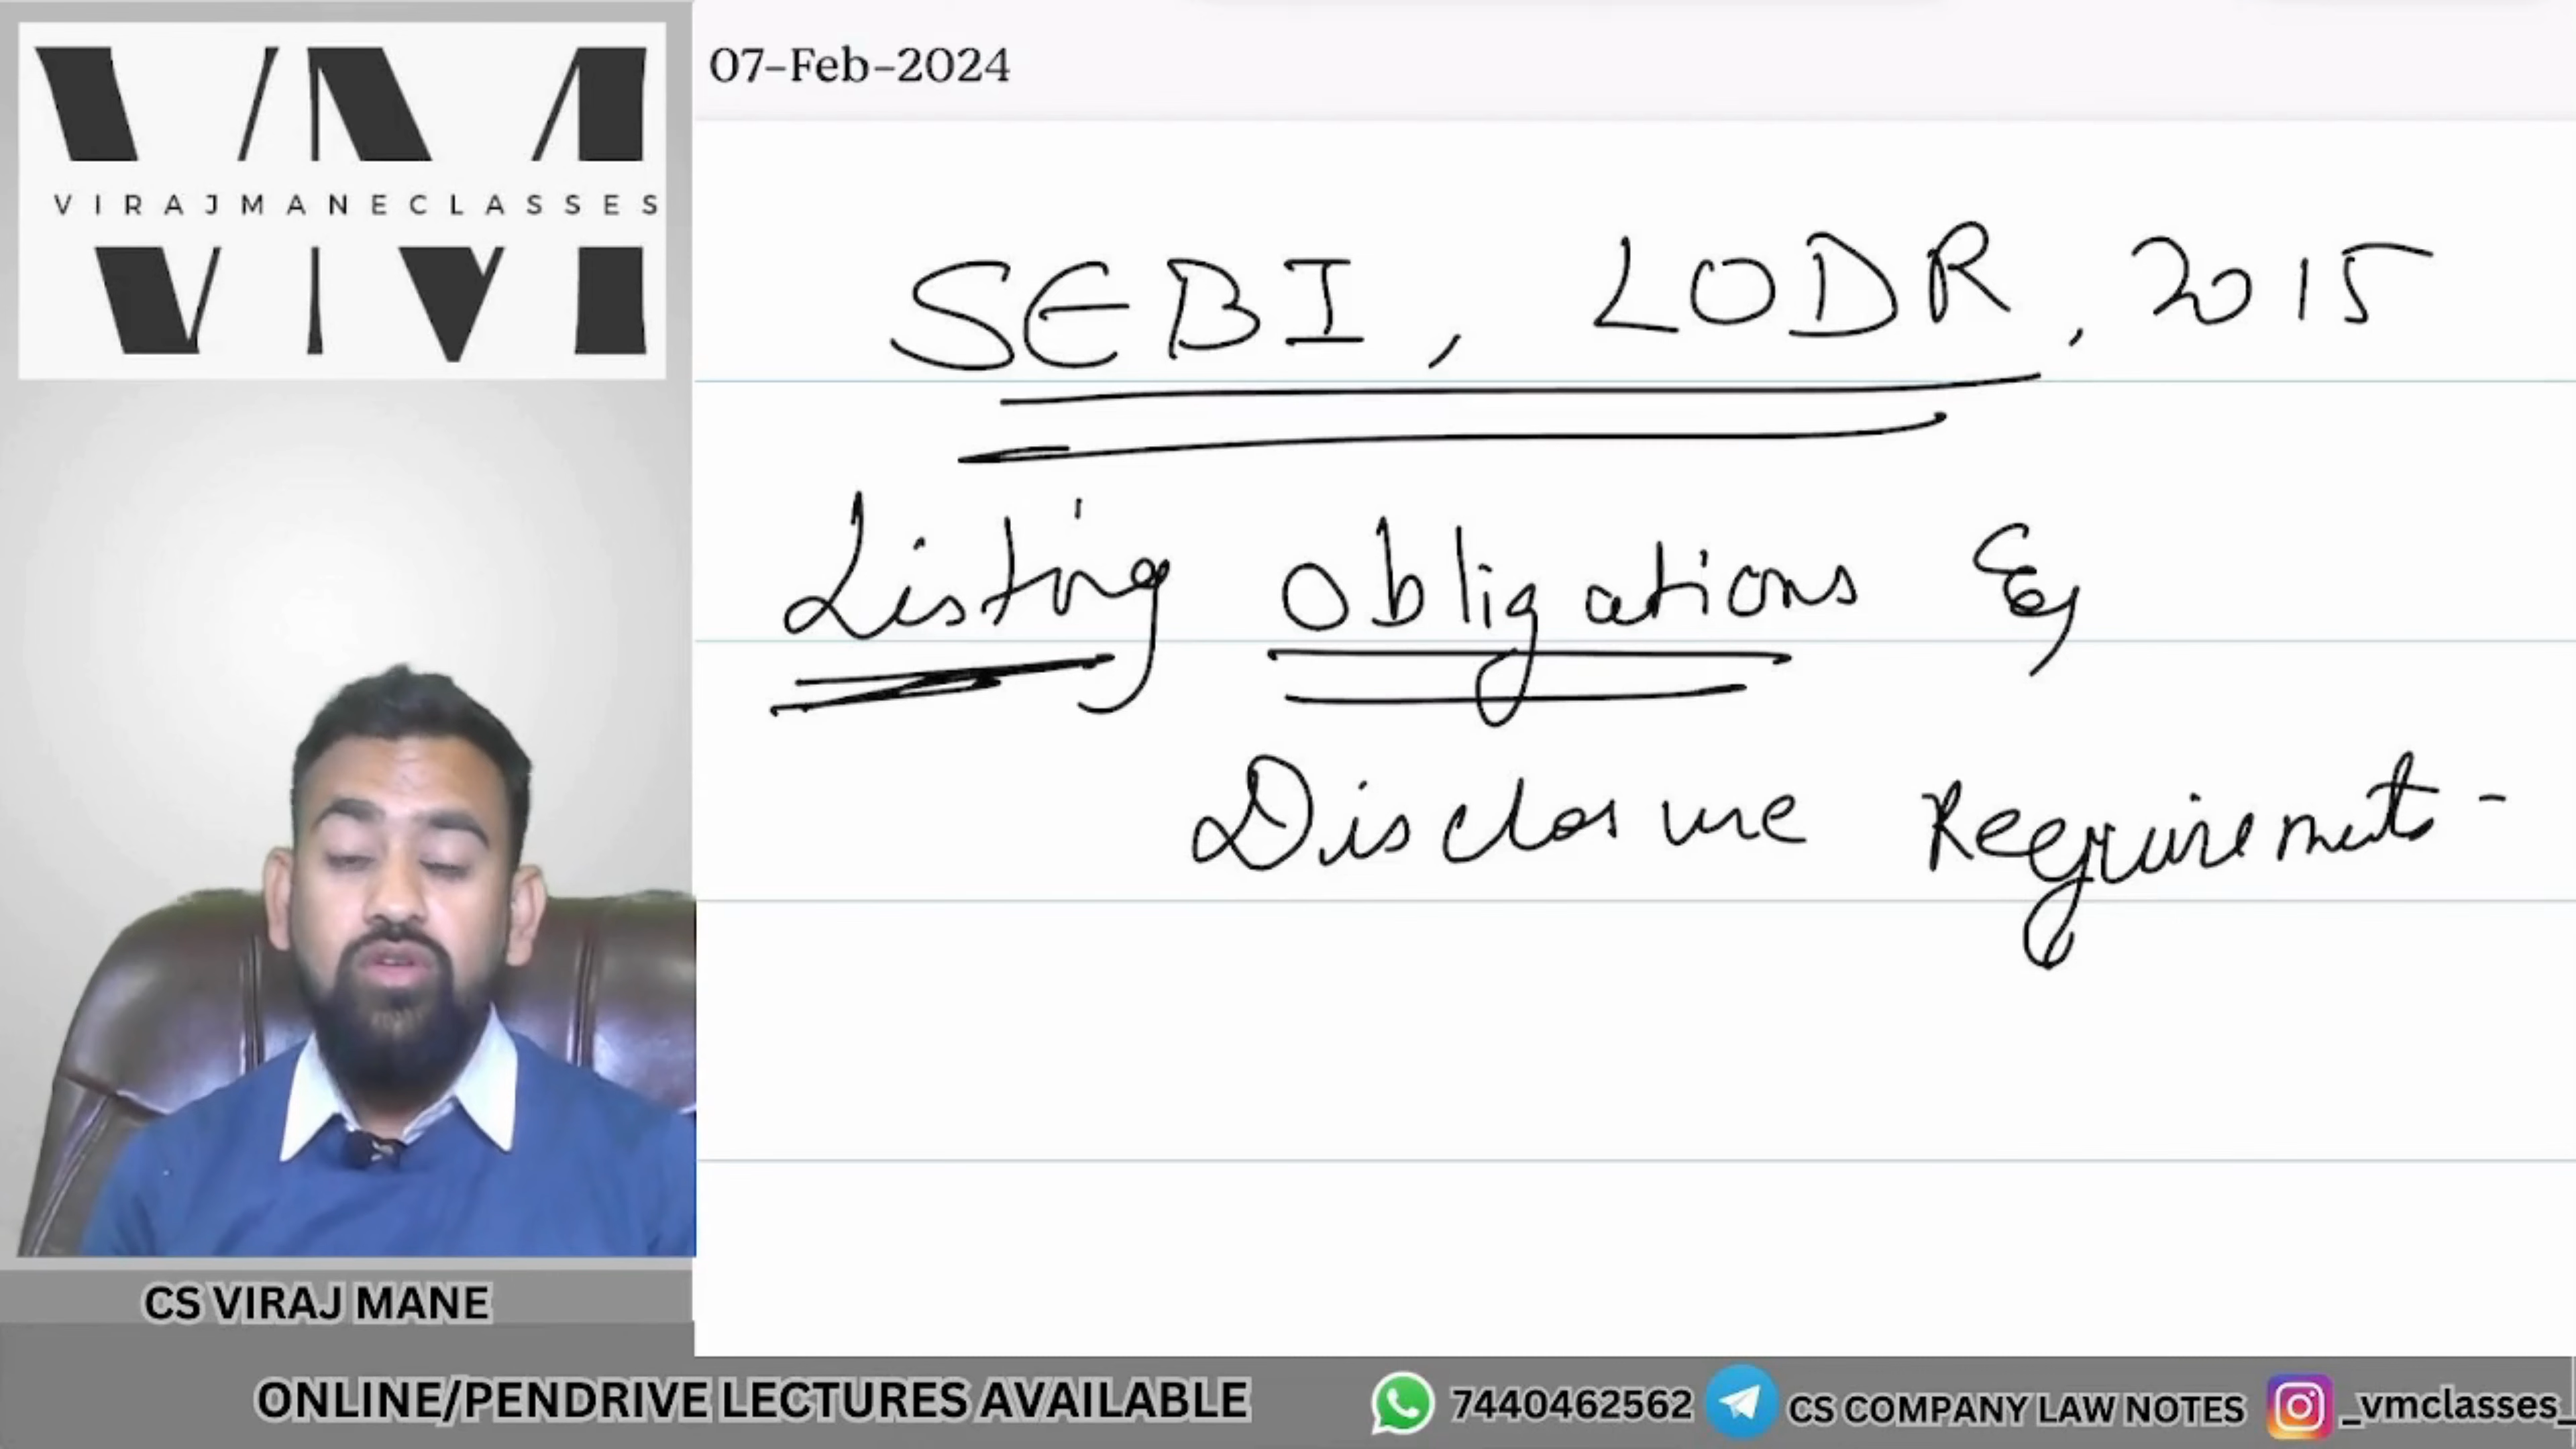 07-Feb-2024
VIRAJMANECLASSES
SEBI, LODR, 2015
Listing Obligations &
Disclosure Requirements -
CS VIRAJ MANE
ONLINE/PENDRIVE LECTURES AVAILABLE
7440462562
CS COMPANY LAW NOTES
_vmclasses_